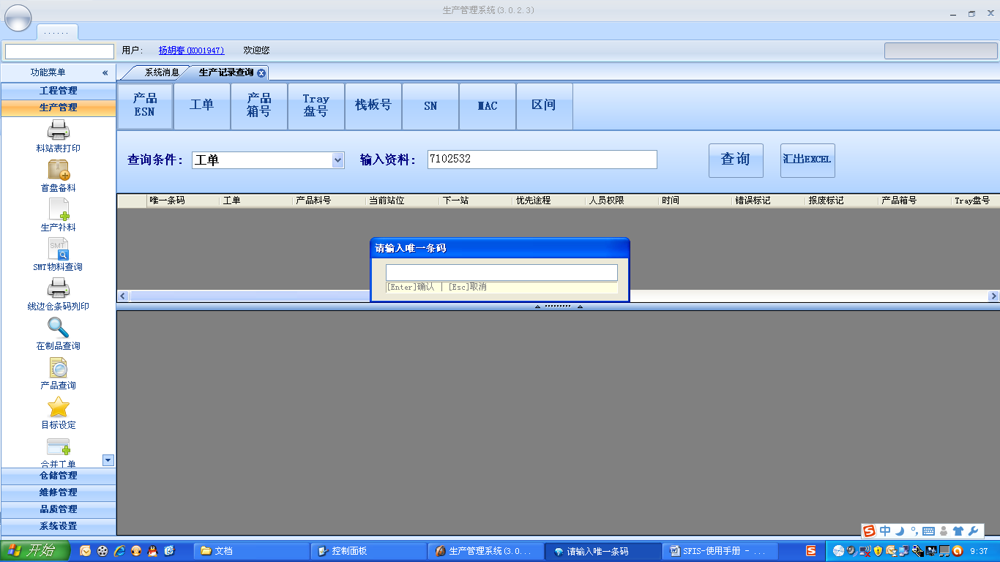 生产管理系统(3.0.2.3)
......
用户: 杨胡春(K001947) 欢迎您
功能菜单 «
系统消息 生产记录查询
工程管理
生产管理
料站表打印
首盘备料
生产补料
SMT
SMT物料查询
线边仓条码列印
在制品查询
产品查询
目标设定
合并工单
仓储管理
维修管理
品质管理
系统设置
产品 ESN
工单
产品 箱号
Tray 盘号
栈板号
SN
MAC
区间
查询条件: 工单 输入资料: 7102532 查询 汇出EXCEL
唯一条码 工单 产品料号 当前站位 下一站 优先途程 人员权限 时间 错误标记 报废标记 产品箱号 Tray盘号
请输入唯一条码
[Enter]确认 | [Esc]取消
中
开始 文档 控制面板 生产管理系统(3.0... 请输入唯一条码 SFIS-使用手册 - ... 9:37